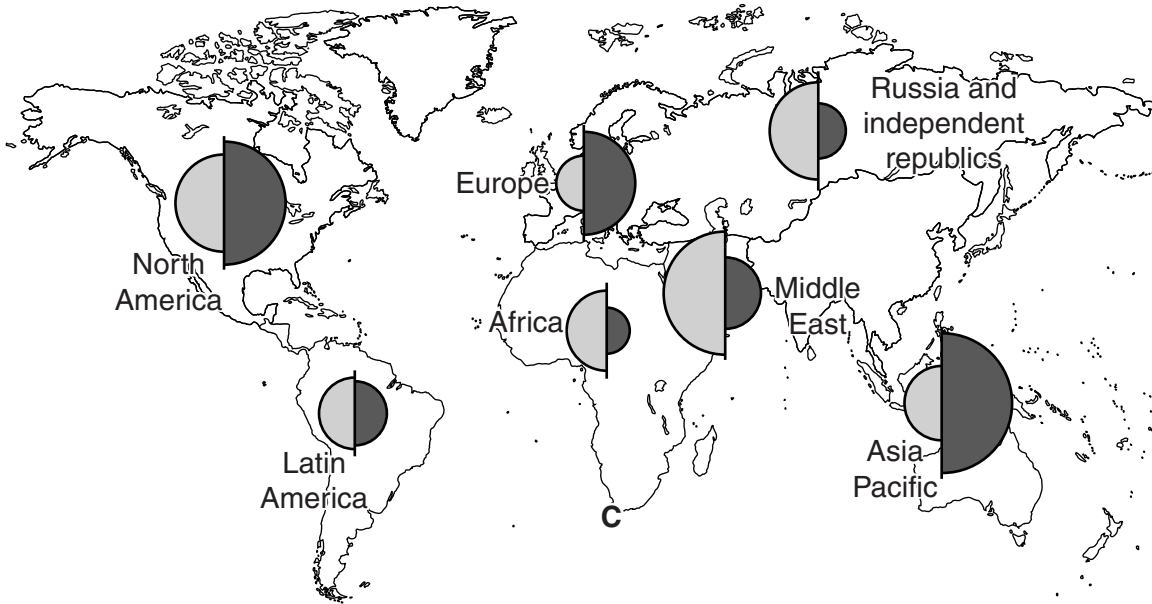 Russia and
independent
republics
Europe
North
America
Africa
Middle
East
Latin
America
Asia
Pacific
C